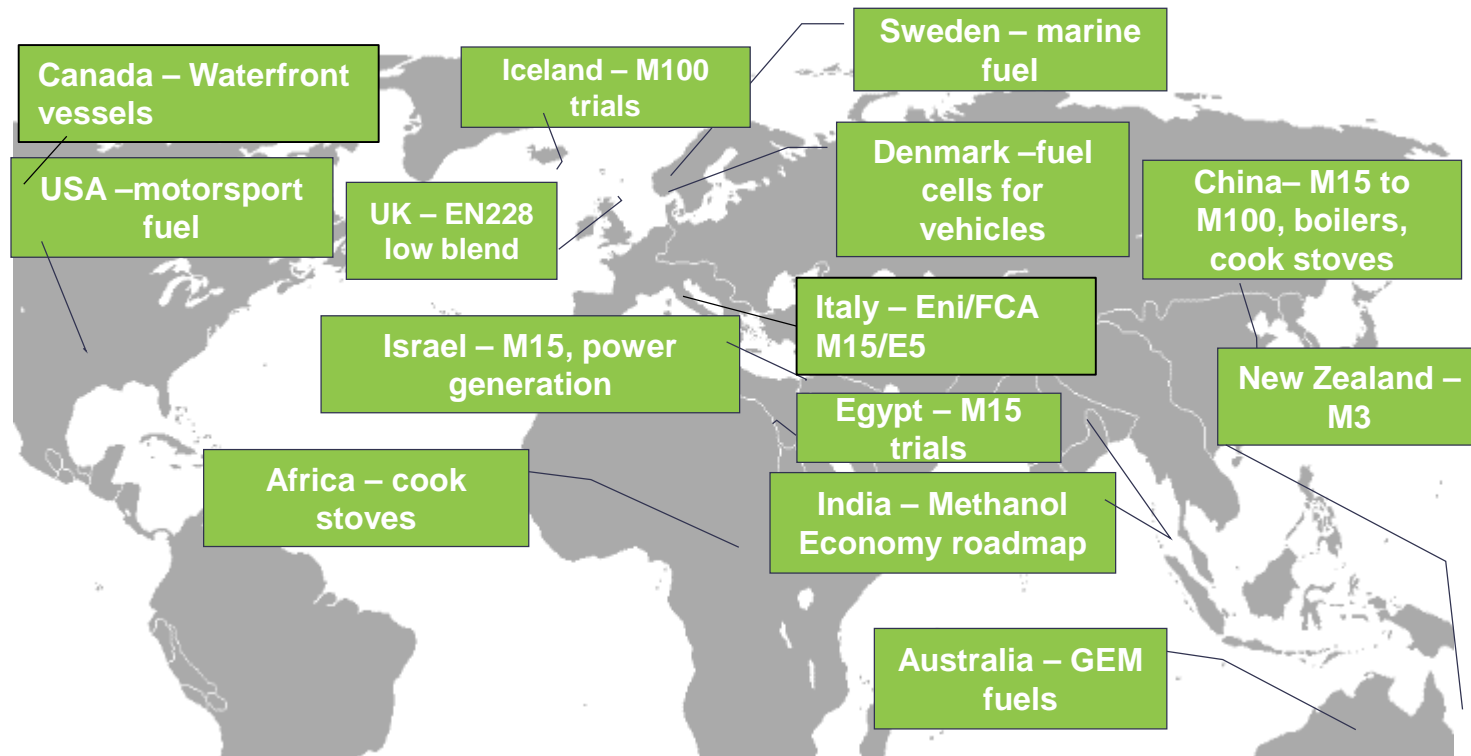 Sweden – marine
fuel
Canada – Waterfront
vessels
Iceland – M100
trials
Denmark –fuel
cells for
vehicles
USA –motorsport
fuel
UK – EN228
low blend
China– M15 to
M100, boilers,
cook stoves
Italy – Eni/FCA
M15/E5
Israel – M15, power
generation
New Zealand –
M3
Egypt – M15
trials
Africa – cook
stoves
India – Methanol
Economy roadmap
Australia – GEM
fuels